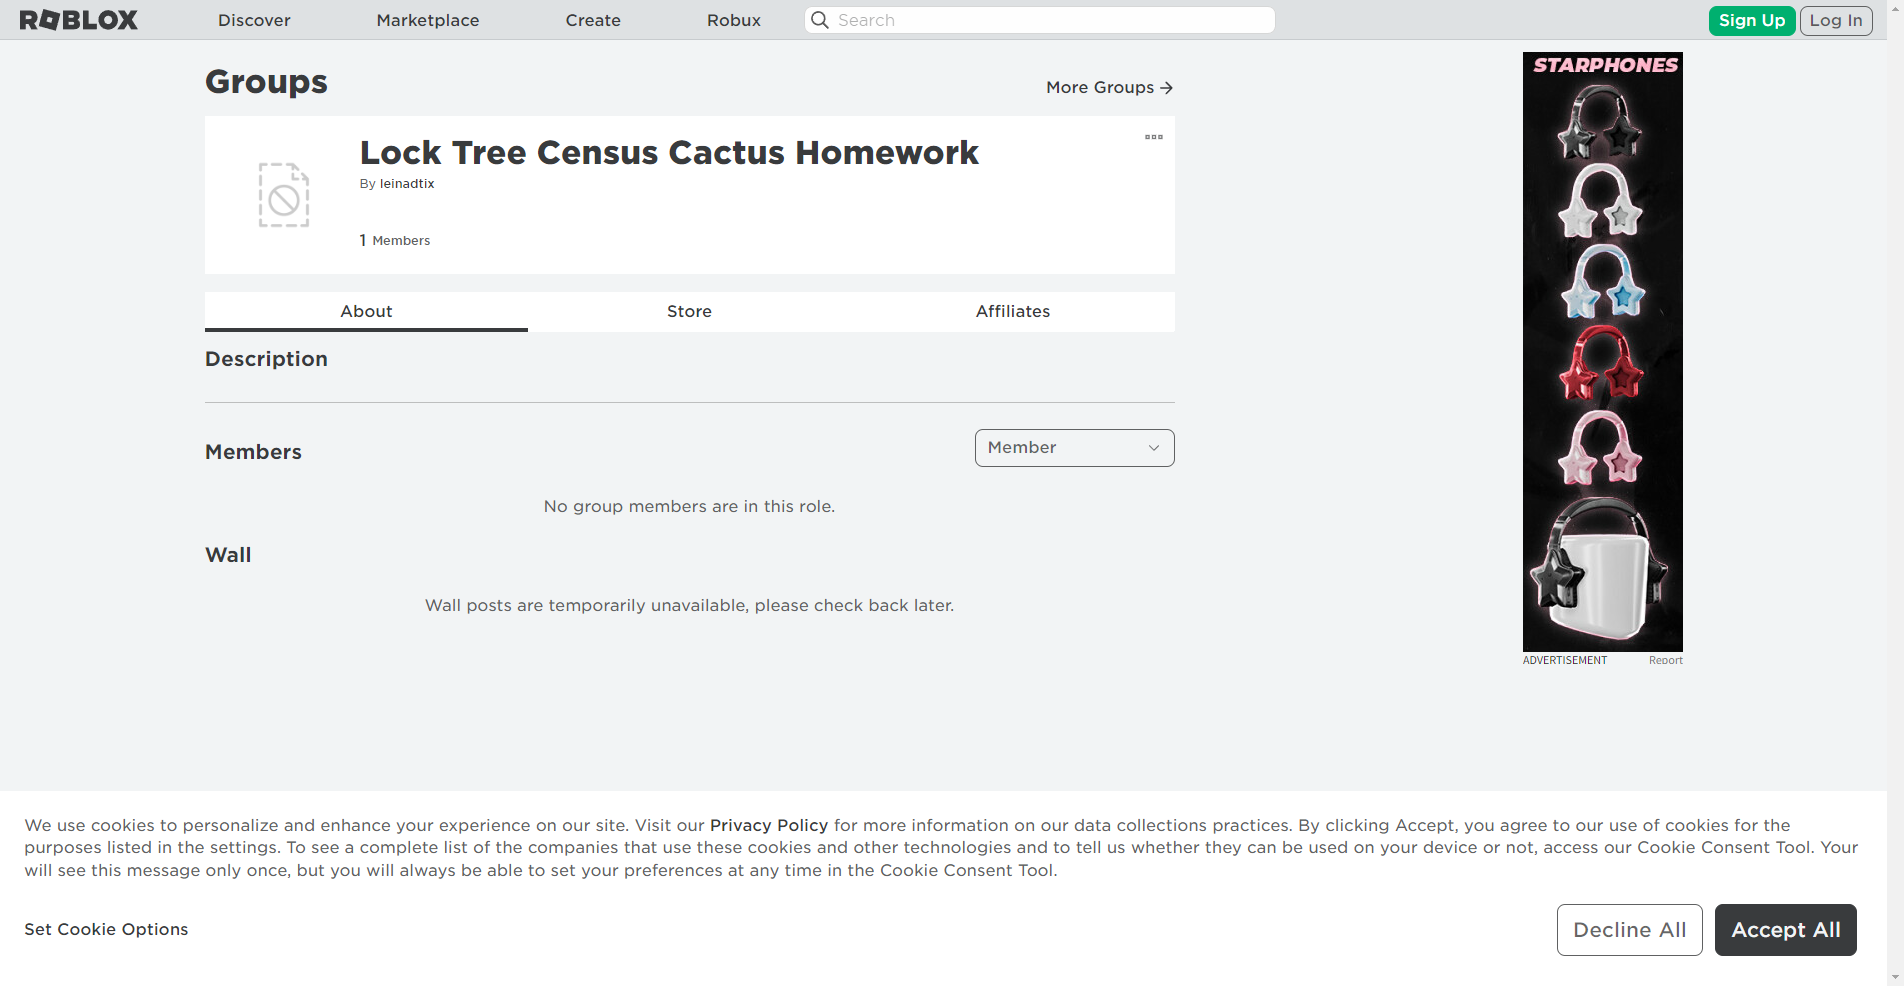 ROBLOX
Discover
Marketplace
Create
Robux
Search
Sign Up
Log In
Groups
More Groups →
Lock Tree Census Cactus Homework
By leinadtix
1 Members
About
Store
Affiliates
Description
Members
Member
No group members are in this role.
Wall
Wall posts are temporarily unavailable, please check back later.
STARPHONES
ADVERTISEMENT
Report
We use cookies to personalize and enhance your experience on our site. Visit our Privacy Policy for more information on our data collections practices. By clicking Accept, you agree to our use of cookies for the
purposes listed in the settings. To see a complete list of the companies that use these cookies and other technologies and to tell us whether they can be used on your device or not, access our Cookie Consent Tool. Your
will see this message only once, but you will always be able to set your preferences at any time in the Cookie Consent Tool.
Set Cookie Options
Decline All
Accept All